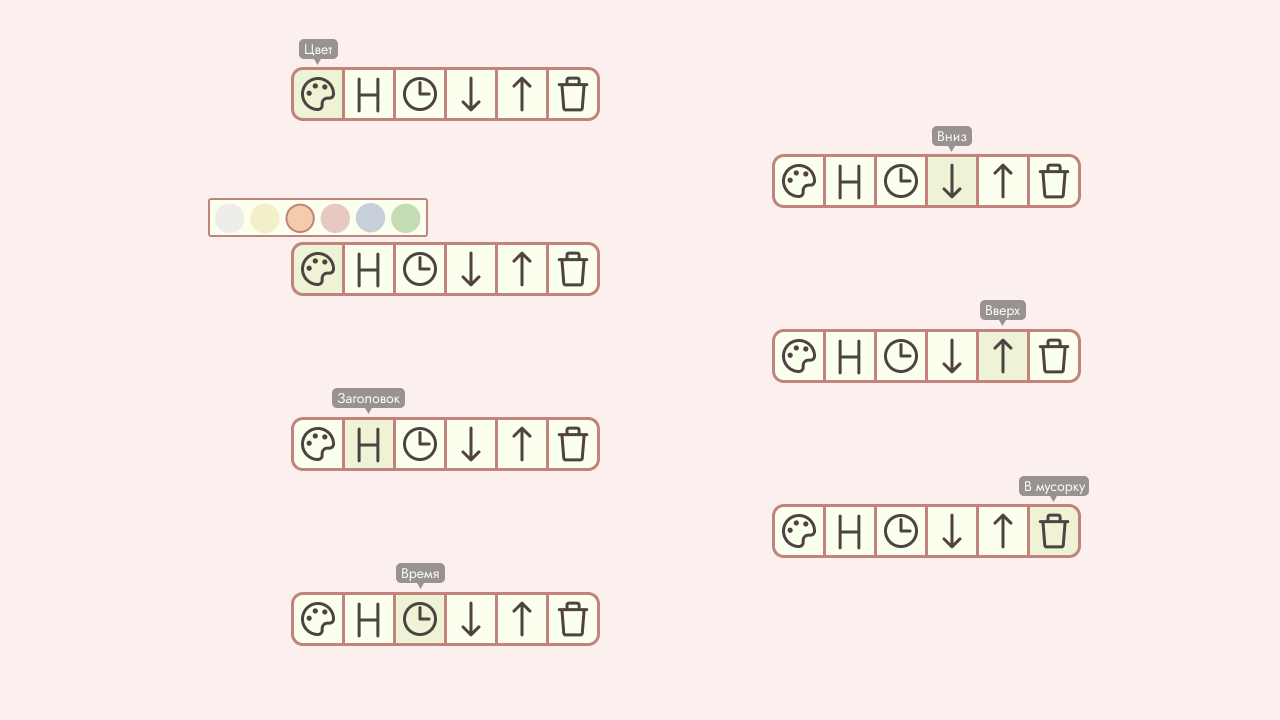 Цвет
Заголовок
Время
Вниз
Вверх
В мусорку